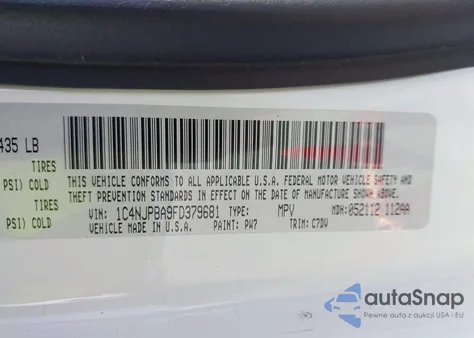 435 LB
TIRES
PSI) COLD
TIRES
PSI) COLD
THIS VEHICLE CONFORMS TO ALL APPLICABLE U.S.A. FEDERAL MOTOR VEHICLE SAFETY AND
THEFT PREVENTION STANDARDS IN EFFECT ON THE DATE OF MANUFACTURE SHOWN ABOVE.
VIN: 1C4NJPBA9FD379681 TYPE: MPV MDH: 052112 112AA
VEHICLE MADE IN U.S.A. PAINT: PW7 TRIM: C7DV
autoSnap
Pewne auta z aukcji USA i EU